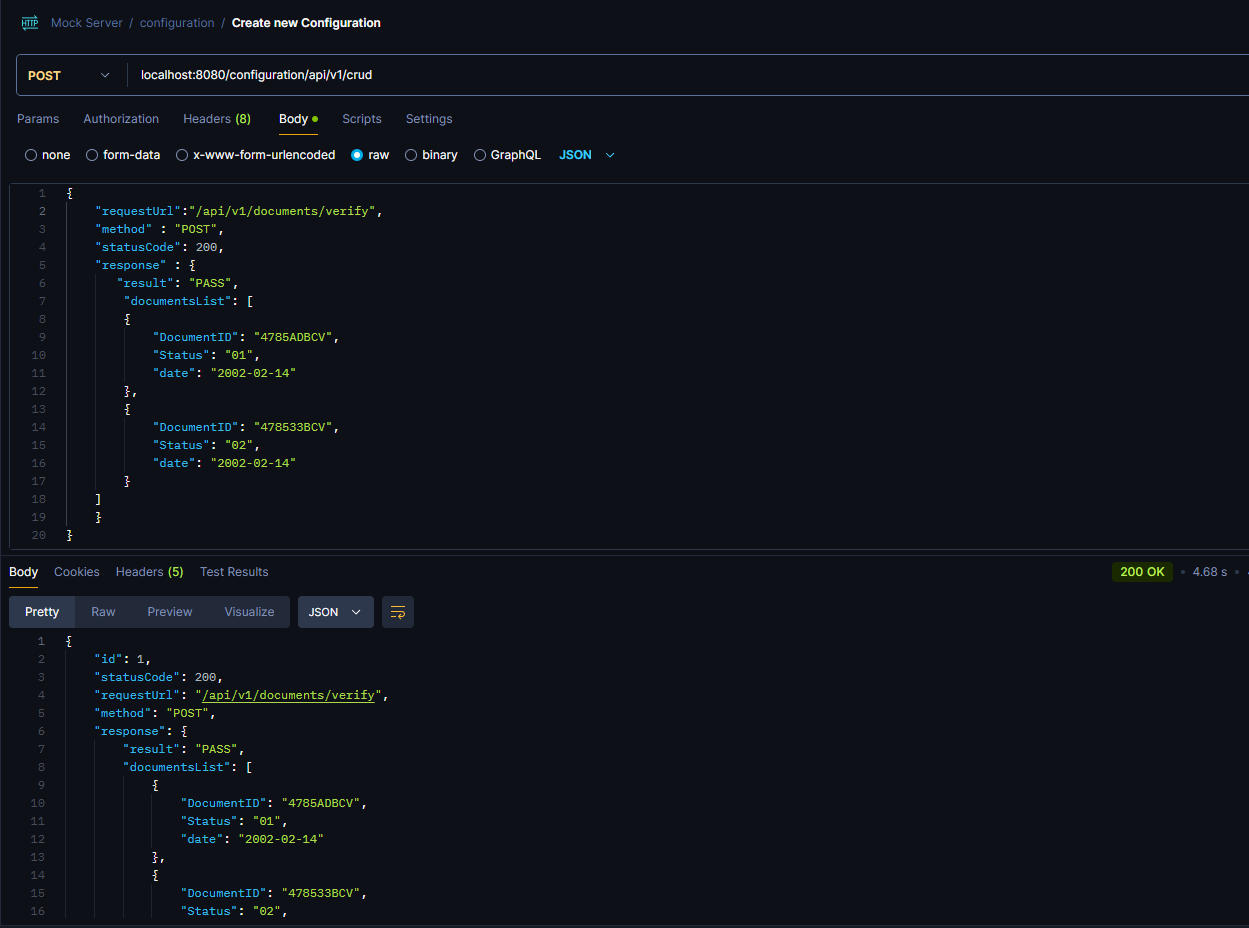 HTTP Mock Server / configuration / Create new Configuration
POST localhost:8080/configuration/api/v1/crud
Params Authorization Headers (8) Body Scripts Settings
none form-data x-www-form-urlencoded raw binary GraphQL JSON
1 {
2 "requestUrl":"/api/v1/documents/verify",
3 "method" : "POST",
4 "statusCode": 200,
5 "response" : {
6 "result": "PASS",
7 "documentsList": [
8 {
9 "DocumentID": "4785ADBCV",
10 "Status": "01",
11 "date": "2002-02-14"
12 },
13 {
14 "DocumentID": "478533BCV",
15 "Status": "02",
16 "date": "2002-02-14"
17 }
18 ]
19 }
20 }
Body Cookies Headers (5) Test Results 200 OK • 4.68 s •
Pretty Raw Preview Visualize JSON
1 {
2 "id": 1,
3 "statusCode": 200,
4 "requestUrl": "/api/v1/documents/verify",
5 "method": "POST",
6 "response": {
7 "result": "PASS",
8 "documentsList": [
9 {
10 "DocumentID": "4785ADBCV",
11 "Status": "01",
12 "date": "2002-02-14"
13 },
14 {
15 "DocumentID": "478533BCV",
16 "Status": "02",